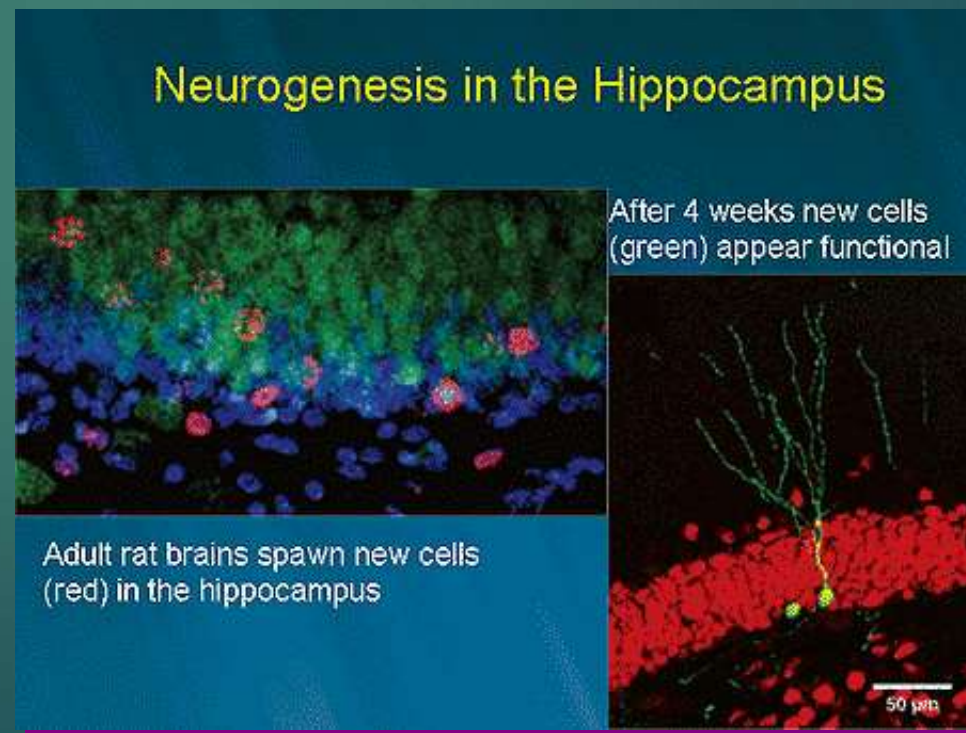 Neurogenesis in the Hippocampus
After 4 weeks new cells
(green) appear functional
Adult rat brains spawn new cells
(red) in the hippocampus
50 µm